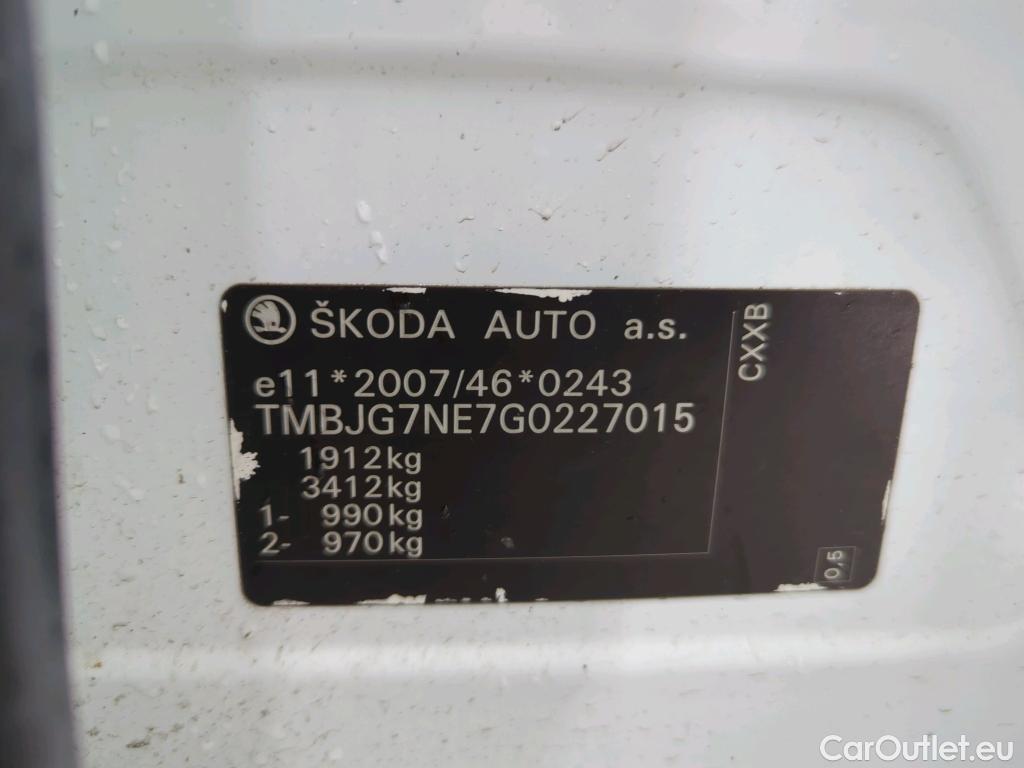 ŠKODA AUTO a.s.
e11*2007/46*0243
TMBJG7NE7G0227015
1912kg
3412kg
1- 990kg
2- 970kg
CXXB
0,5
CarOutlet.eu